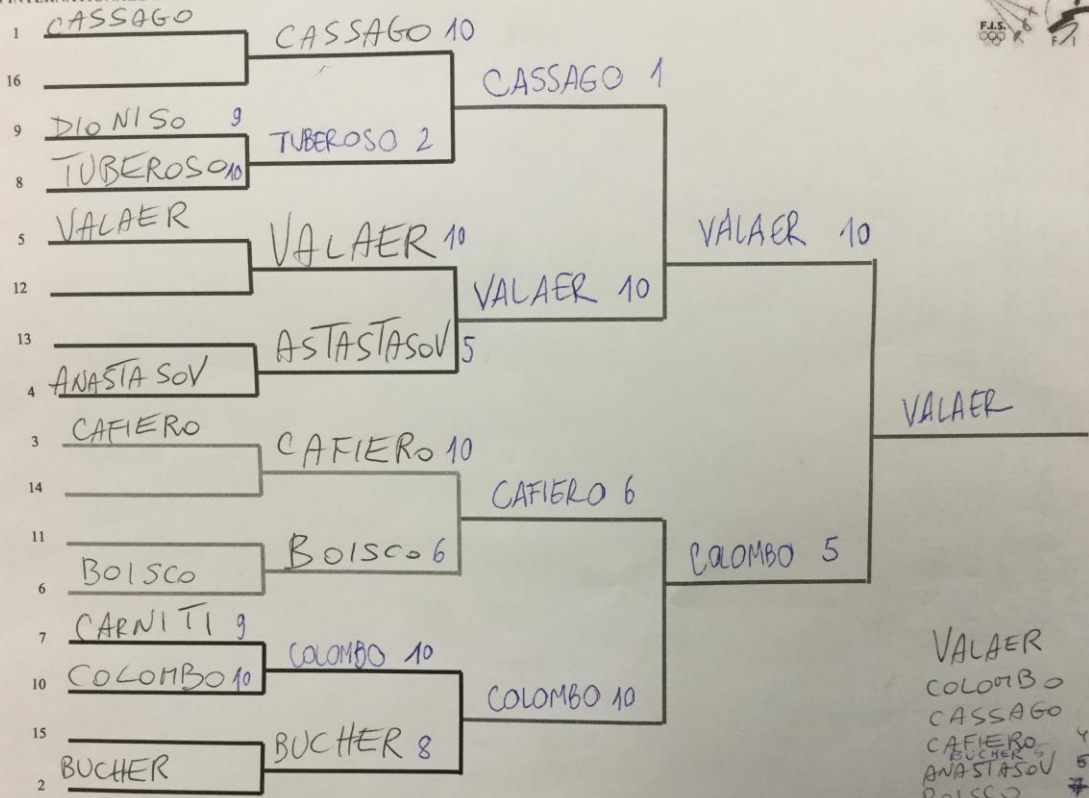 1 CASSAGO
16
9 DIONISO 9
8 TUBEROSO 10
5 VALAER
12
13
4 ANASTASOV
3 CAFIERO
14
11
6 BOISCO
7 CARNITI 9
10 COLOMBO 10
15
2 BUCHER
CASSAGO 10
TUBEROSO 2
VALAER 10
ASTASTASOV 5
CAFIERO 10
BOISCO 6
COLOMBO 10
BUCHER 8
CASSAGO 1
VALAER 10
CAFIERO 6
COLOMBO 10
VALAER 10
COLOMBO 5
VALAER
F.I.S.
VALAER
COLOMBO
CASSAGO
CAFIERO 4
BUCHER
ANASTASOV
BOISCO